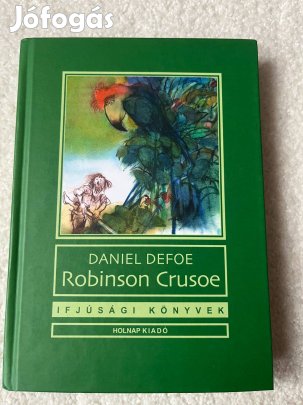 Jófogás
DANIEL DEFOE
Robinson Crusoe
IFJÚSÁGI KÖNYVEK
HOLNAP KIADÓ